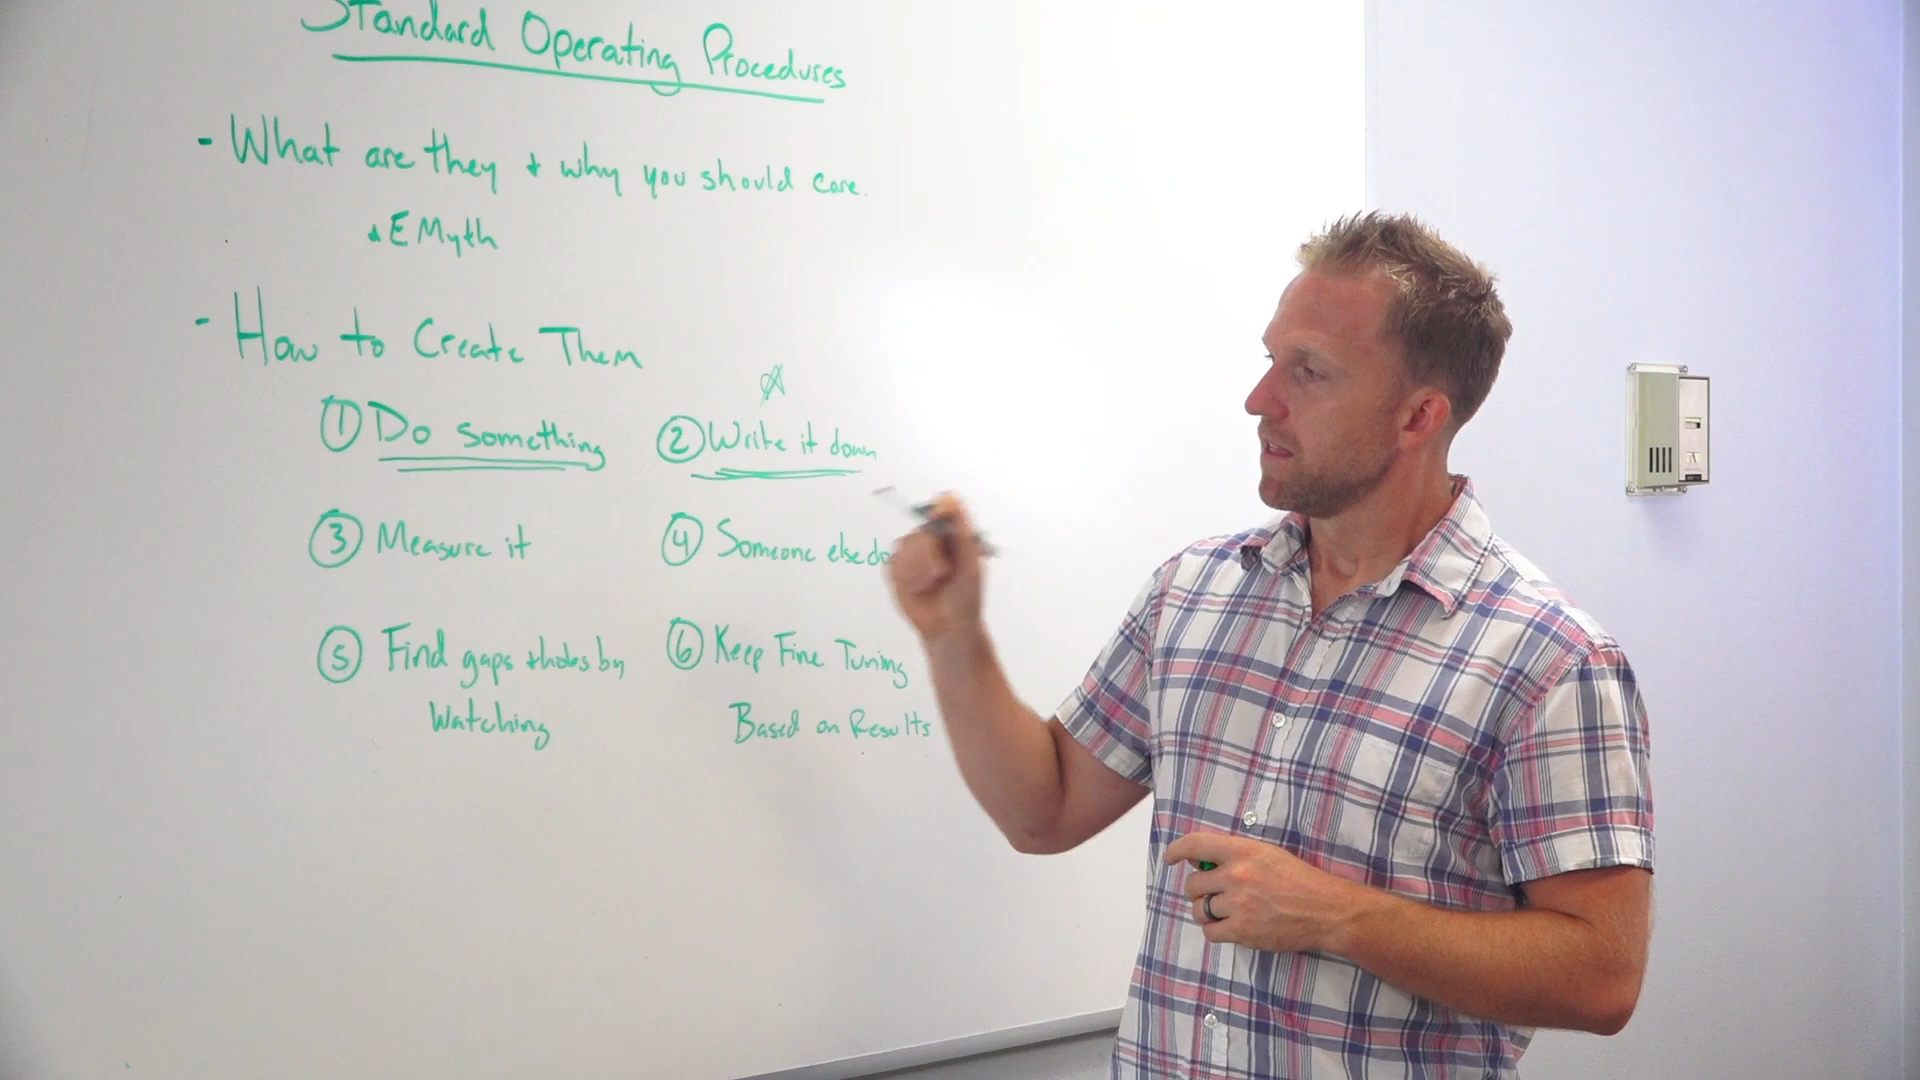 Standard Operating Procedures
- What are they + why you should care.
EMyth
- How to Create Them
① Do something ② Write it down
③ Measure it ④ Someone else do
⑤ Find gaps + holes by ⑥ Keep Fine Tuning
Watching Based on Results